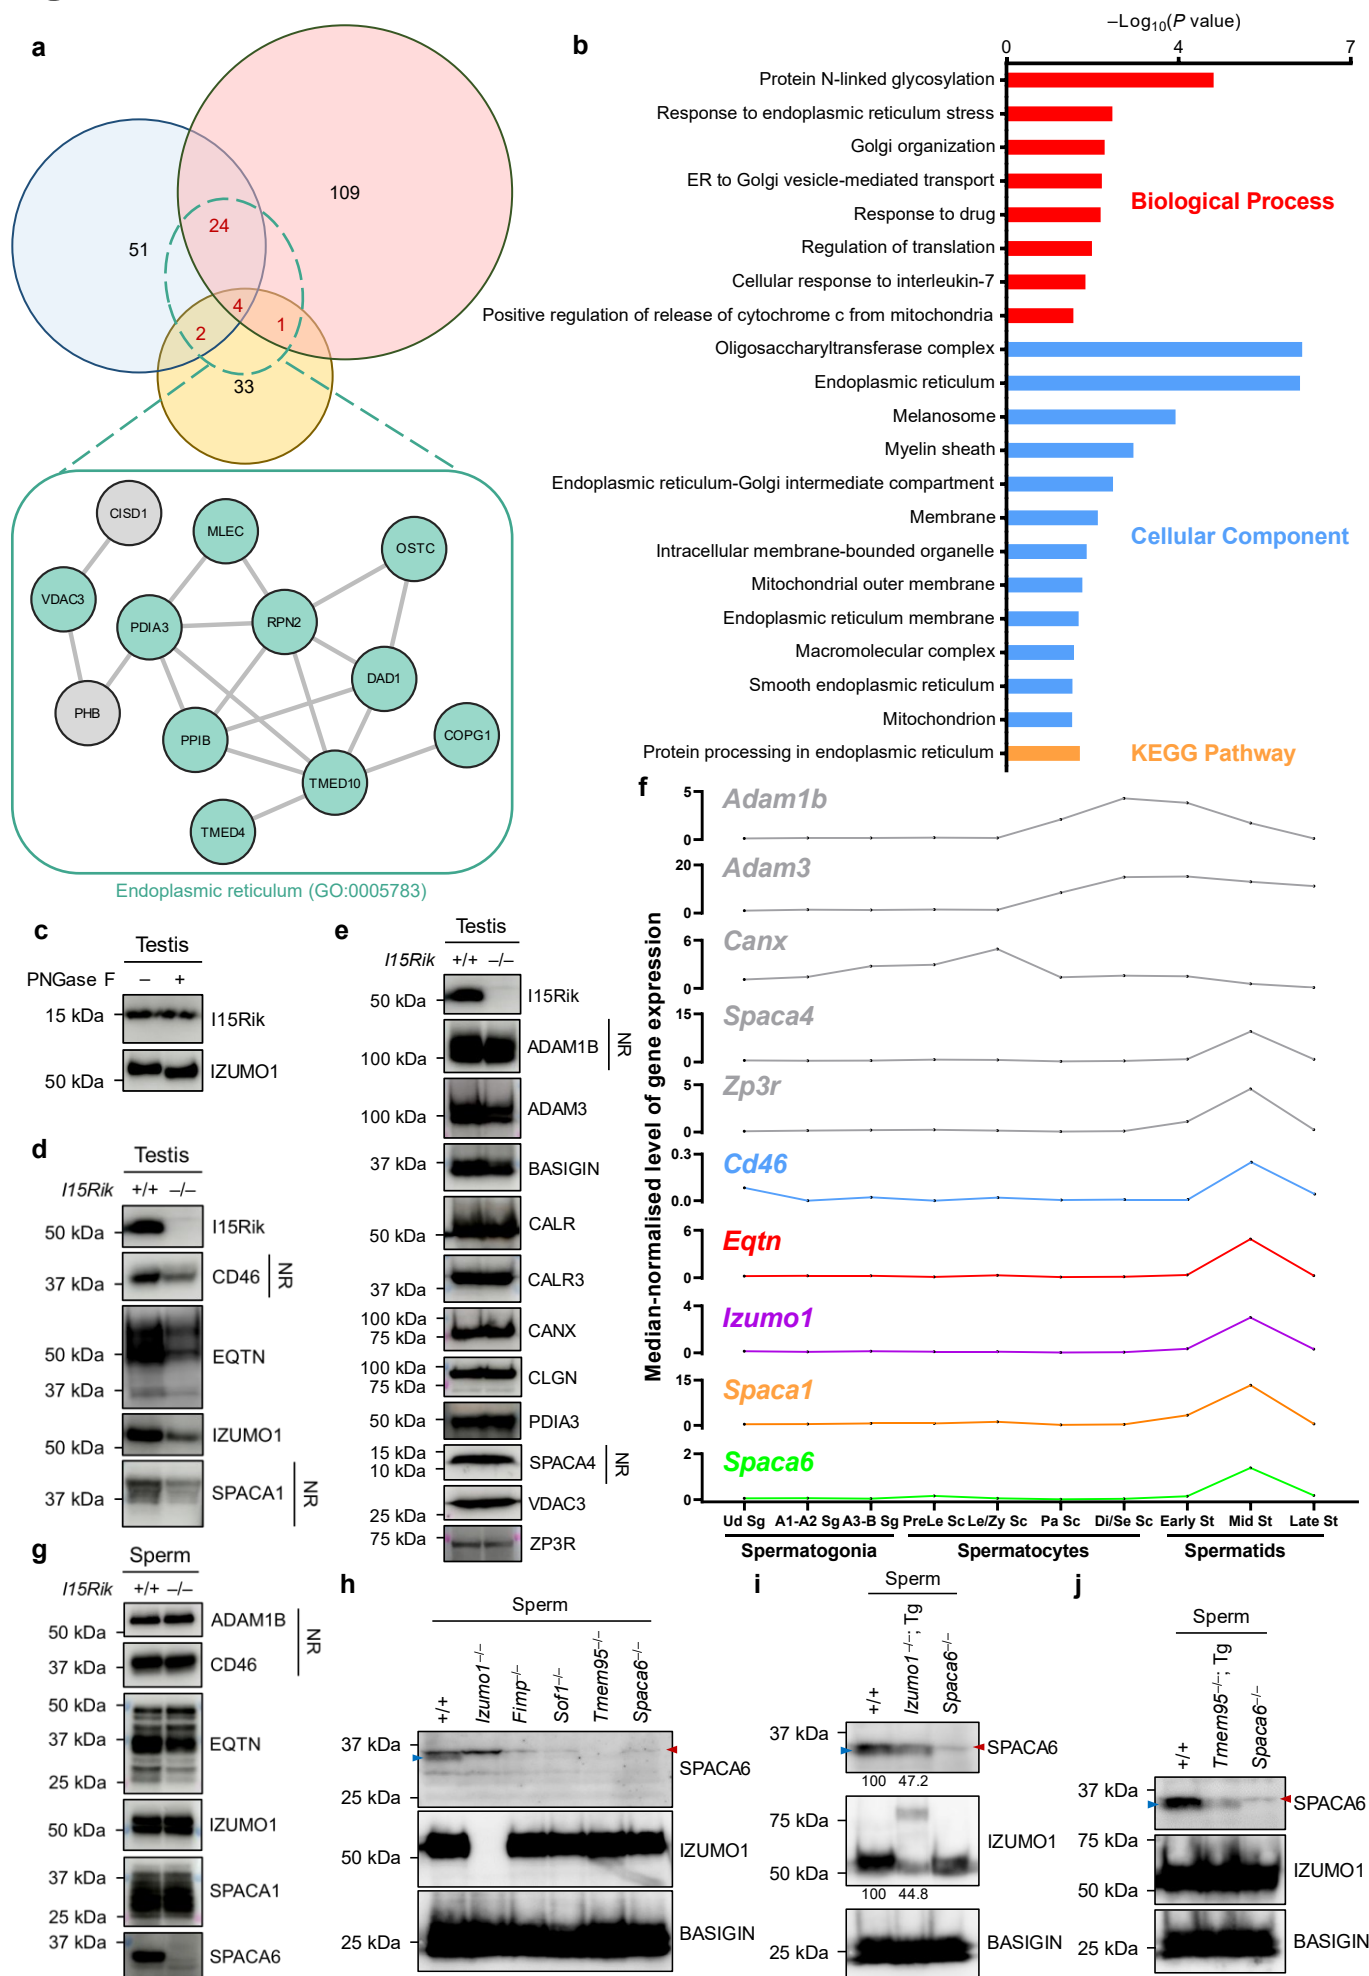 a
109
24
51
4
2
1
33
CISD1
MLEC
OSTC
VDAC3
PDIA3
RPN2
DAD1
PHB
PPIB
COPG1
TMED10
TMED4
Endoplasmic reticulum (GO:0005783)
b
–Log10(P value)
0 4 7
Protein N-linked glycosylation
Response to endoplasmic reticulum stress
Golgi organization
ER to Golgi vesicle-mediated transport
Response to drug
Regulation of translation
Cellular response to interleukin-7
Positive regulation of release of cytochrome c from mitochondria
Oligosaccharyltransferase complex
Endoplasmic reticulum
Melanosome
Myelin sheath
Endoplasmic reticulum-Golgi intermediate compartment
Membrane
Intracellular membrane-bounded organelle
Mitochondrial outer membrane
Endoplasmic reticulum membrane
Macromolecular complex
Smooth endoplasmic reticulum
Mitochondrion
Protein processing in endoplasmic reticulum
Biological Process
Cellular Component
KEGG Pathway
c
Testis
PNGase F – +
15 kDa I15Rik
50 kDa IZUMO1
d
Testis
I15Rik +/+ –/–
50 kDa I15Rik
37 kDa CD46 NR
50 kDa EQTN
37 kDa
50 kDa IZUMO1
37 kDa SPACA1 NR
e
Testis
I15Rik +/+ –/–
50 kDa I15Rik
100 kDa ADAM1B NR
100 kDa ADAM3
37 kDa BASIGIN
50 kDa CALR
37 kDa CALR3
100 kDa
75 kDa CANX
100 kDa
75 kDa CLGN
50 kDa PDIA3
15 kDa
10 kDa SPACA4 NR
25 kDa VDAC3
75 kDa ZP3R
f
Median-normalised level of gene expression
5 Adam1b
0
20 Adam3
0
6 Canx
0
15 Spaca4
0
5 Zp3r
0
0.3 Cd46
0.0
6 Eqtn
0
4 Izumo1
0
15 Spaca1
0
2 Spaca6
0
Ud Sg A1-A2 Sg A3-B Sg PreLe Sc Le/Zy Sc Pa Sc Di/Se Sc Early St Mid St Late St
Spermatogonia Spermatocytes Spermatids
g
Sperm
I15Rik +/+ –/–
50 kDa ADAM1B NR
37 kDa CD46
50 kDa
37 kDa EQTN
25 kDa
50 kDa IZUMO1
37 kDa SPACA1
25 kDa
37 kDa SPACA6
h
Sperm
+/+ Izumo1–/– Fimp–/– Sof1–/– Tmem95–/– Spaca6–/–
37 kDa SPACA6
25 kDa
50 kDa IZUMO1
25 kDa BASIGIN
i
Sperm
+/+ Izumo1–/–; Tg Spaca6–/–
37 kDa SPACA6
100 47.2
75 kDa IZUMO1
50 kDa
100 44.8
25 kDa BASIGIN
j
Sperm
+/+ Tmem95–/–; Tg Spaca6–/–
37 kDa SPACA6
75 kDa IZUMO1
50 kDa
25 kDa BASIGIN